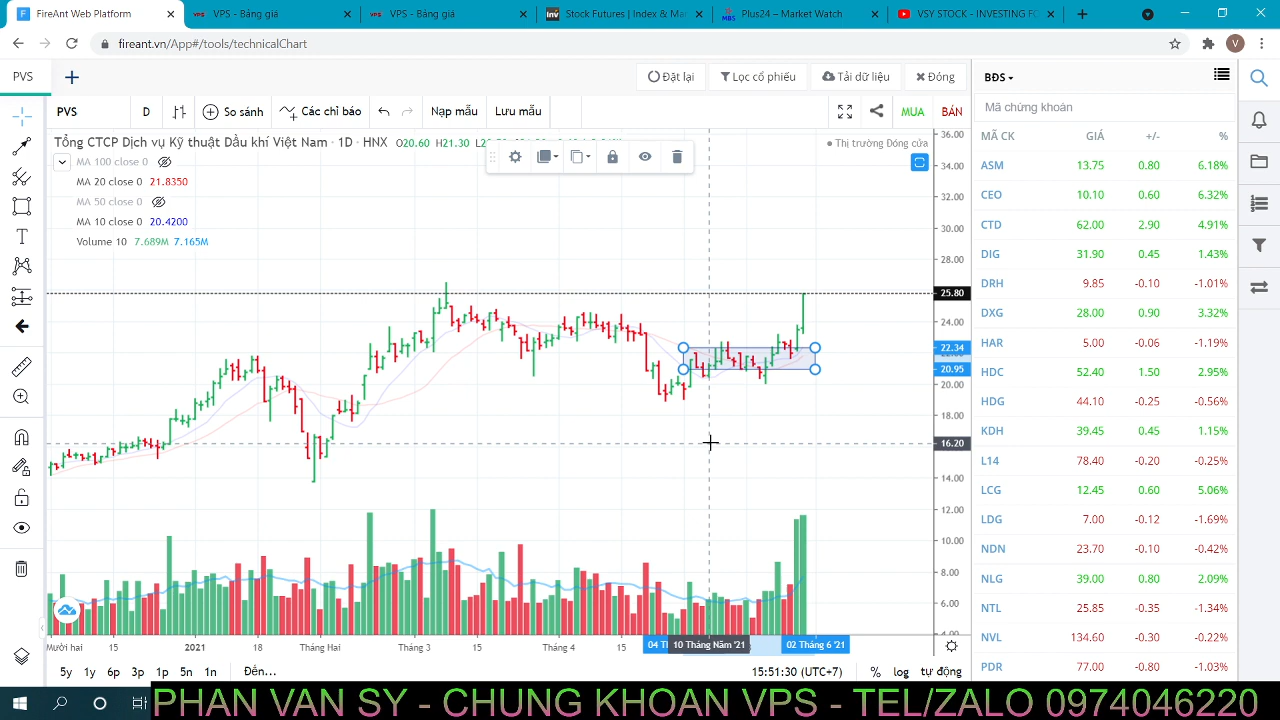 FireAnt Web Platform
VPS - Bảng giá
VPS - Bảng giá
Inv
Stock Futures | Index & Mar
MBS
Plus24 – Market Watch
VSY STOCK - INVESTING FO
fireant.vn/App#/tools/technicalChart
V
PVS
Đặt lại
Lọc cổ phiếu
Tải dữ liệu
Đóng
BĐS
PVS
D
So sánh
Các chỉ báo
Nạp mẫu
Lưu mẫu
MUA
BÁN
Mã chứng khoán
Tổng CTCP Dịch vụ Kỹ thuật Dầu khí Việt Nam · 1D · HNX
O20.60 H21.30
Thị trường Đóng cửa
MA 100 close 0
MA 20 close 0 21.8350
MA 50 close 0
MA 10 close 0 20.4200
Volume 10 7.689M 7.165M
36.00
34.00
32.00
30.00
28.00
25.80
24.00
22.34
20.95
20.00
18.00
16.20
14.00
12.00
10.00
8.00
6.00
4.00
MÃ CK GIÁ +/- %
ASM 13.75 0.80 6.18%
CEO 10.10 0.60 6.32%
CTD 62.00 2.90 4.91%
DIG 31.90 0.45 1.43%
DRH 9.85 -0.10 -1.01%
DXG 28.00 0.90 3.32%
HAR 5.00 -0.06 -1.19%
HDC 52.40 1.50 2.95%
HDG 44.10 -0.25 -0.56%
KDH 39.45 0.45 1.15%
L14 78.40 -0.20 -0.25%
LCG 12.45 0.60 5.06%
LDG 7.00 -0.12 -1.69%
NDN 23.70 -0.10 -0.42%
NLG 39.00 0.80 2.09%
NTL 25.85 -0.35 -1.34%
NVL 134.60 -0.30 -0.22%
PDR 77.00 -0.80 -1.03%
Mười hai
2021
18
Tháng Hai
15
Tháng 3
15
Tháng 4
15
04 Th
10 Tháng Năm '21
02 Tháng 6 '21
5y 1y 6p 3p 1p 5n 1n Đến...
15:51:30 (UTC+7)
% log tự động
PHAN VAN SY - CHUNG KHOAN VPS - TEL/ZALO 0974046220